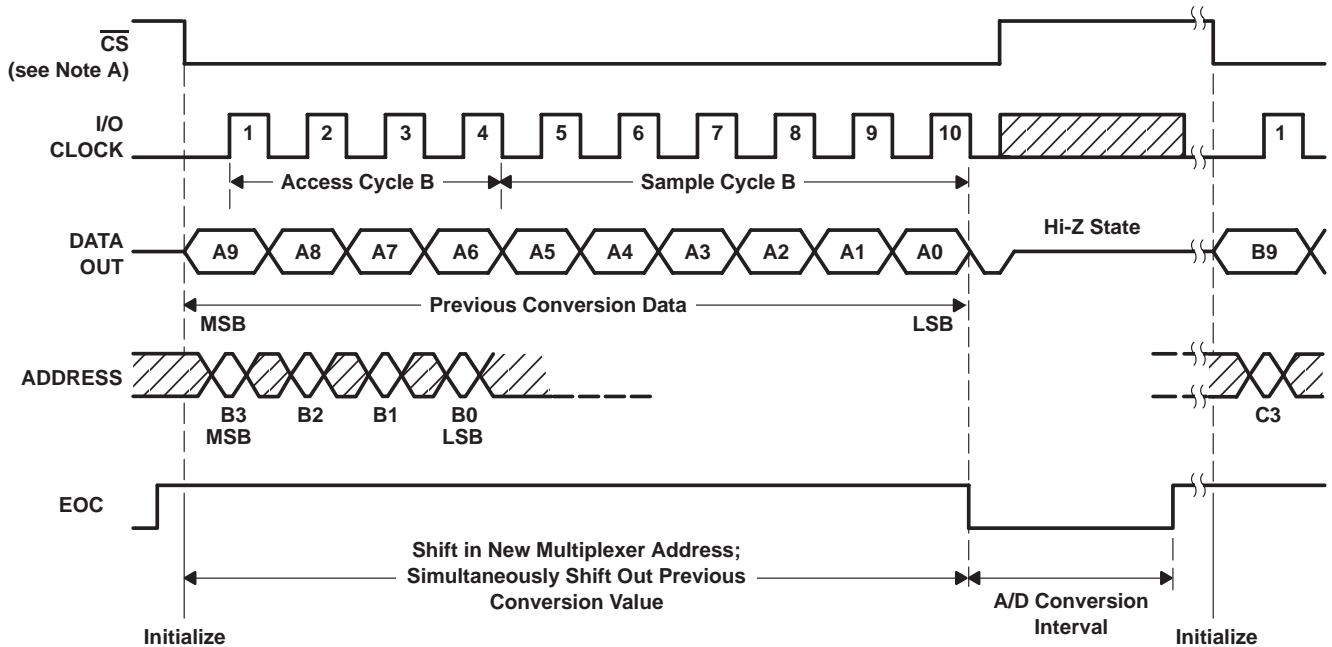 CS
(see Note A)
I/O
CLOCK
1 2 3 4 5 6 7 8 9 10 1
Access Cycle B Sample Cycle B
DATA
OUT
A9 A8 A7 A6 A5 A4 A3 A2 A1 A0 Hi-Z State B9
Previous Conversion Data
MSB LSB
ADDRESS
B3 B2 B1 B0 C3
MSB LSB
EOC
Shift in New Multiplexer Address;
Simultaneously Shift Out Previous
Conversion Value
A/D Conversion
Interval
Initialize Initialize